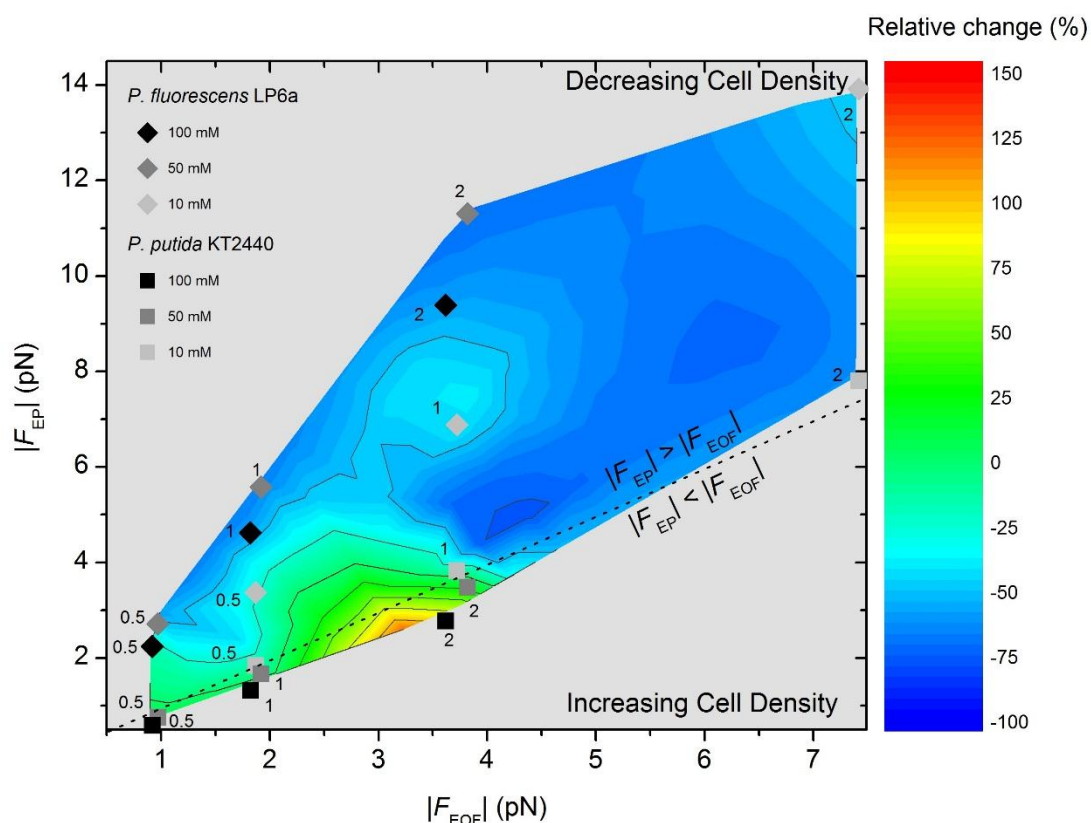 Relative change (%)
Decreasing Cell Density
P. fluorescens LP6a
100 mM
50 mM
10 mM
P. putida KT2440
100 mM
50 mM
10 mM
14
12
10
8
6
4
2
|F_EP| (pN)
2
2
2
2
1
1
1
1
0.5
0.5
0.5
0.5
0.5
0.5
1
1
2
2
|F_EP| > |F_EOF|
|F_EP| < |F_EOF|
Increasing Cell Density
1
2
3
4
5
6
7
|F_EOF| (pN)
150
125
100
75
50
25
0
-25
-50
-75
-100